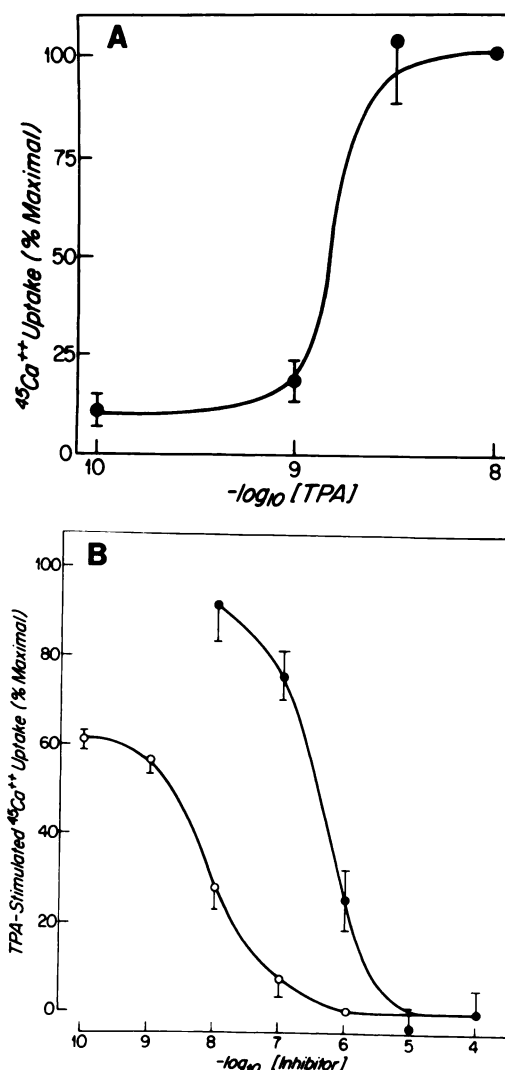 A
100
75
50
25
0
⁴⁵Ca⁺⁺ Uptake (% Maximal)
10 9 8
-log₁₀ [TPA]
B
100
80
60
40
20
0
TPA-Stimulated ⁴⁵Ca⁺⁺ Uptake (% Maximal)
10 9 8 7 6 5 4
-log₁₀ [Inhibitor]